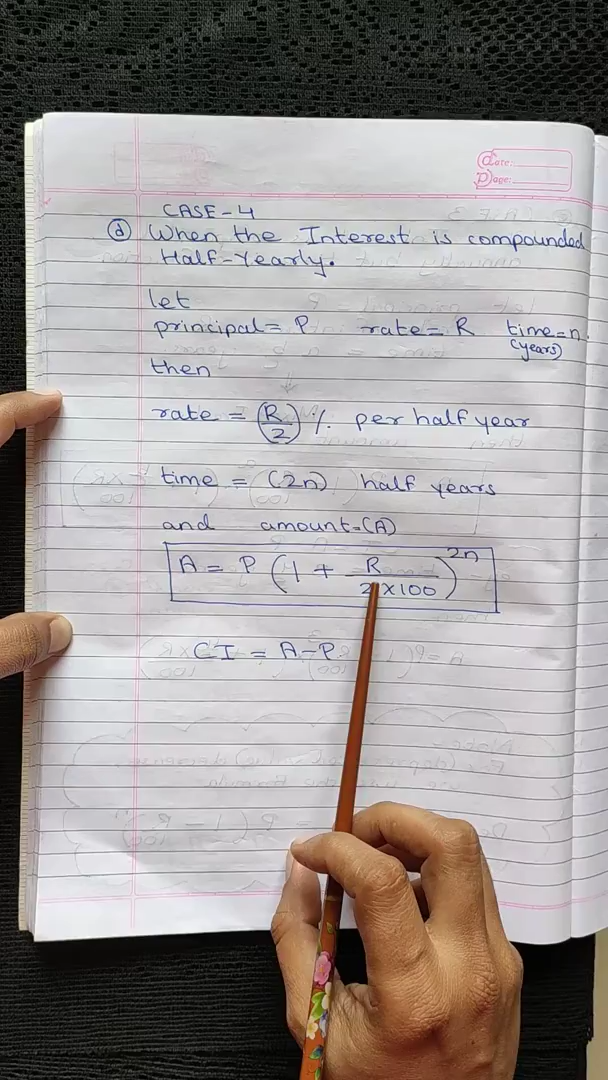 Date:
Page:
CASE-4
(d) When the Interest is compounded
Half-Yearly.
let
principal = P rate = R time = n.
(years)
then
rate = (R/2) % per half year
time = (2n) half years
and amount = (A)
A = P (1 + R/2×100)^2n
CI = A-P